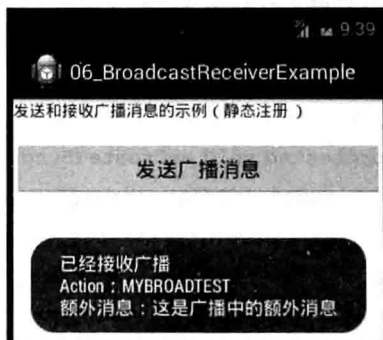 3G 9:39
06_BroadcastReceiverExample
发送和接收广播消息的示例（静态注册 ）
发送广播消息
已经接收广播
Action：MYBROADTEST
额外消息：这是广播中的额外消息